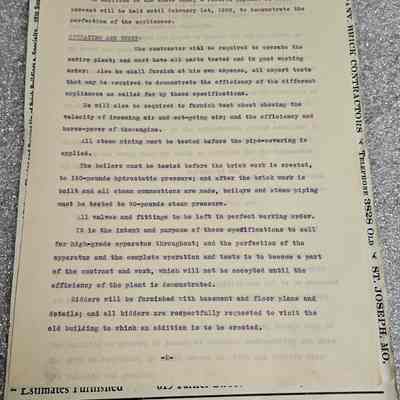 percent will be held until February 1st, to demonstrate the
perfection of the appliances.
OPERATING AND TESTS:
The contractor will be required to operate the
entire plant; and must have all parts tested and in good working
order: Also he shall furnish at his own expense, all expert tests
that may be required to demonstrate the efficiency of the different
appliances as called for by these specifications.
He will also be required to furnish test sheet showing the
velocity of incoming air and out-going air; and the efficiency and
horse-power of the engine.
All steam mining must be tested before the pipe-covering is
applied.
The boilers must be tested before the brick work is erected,
to 150-pounds hydrostatic pressure; and after the brick work is
built and all steam connections are made, boilers and steam piping
must be tested to 80-pounds steam pressure.
All valves and fittings to be left in perfect working order.
It is the intent and purpose of these specifications to call
for high-grade apparatus throughout; and the perfection of the
apparatus and the complete operation and tests is to become a part
of the contract and work, which will not be accepted until the
efficiency of the plant is demonstrated.
Bidders will be furnished with basement and floor plans and
details; and all bidders are respectfully requested to visit the
old building to which an addition is to be erected.
BRICK CONTRACTORS
TELEPHONE 3828 OLD
ST. JOSEPH, MO.
Estimates Furnished